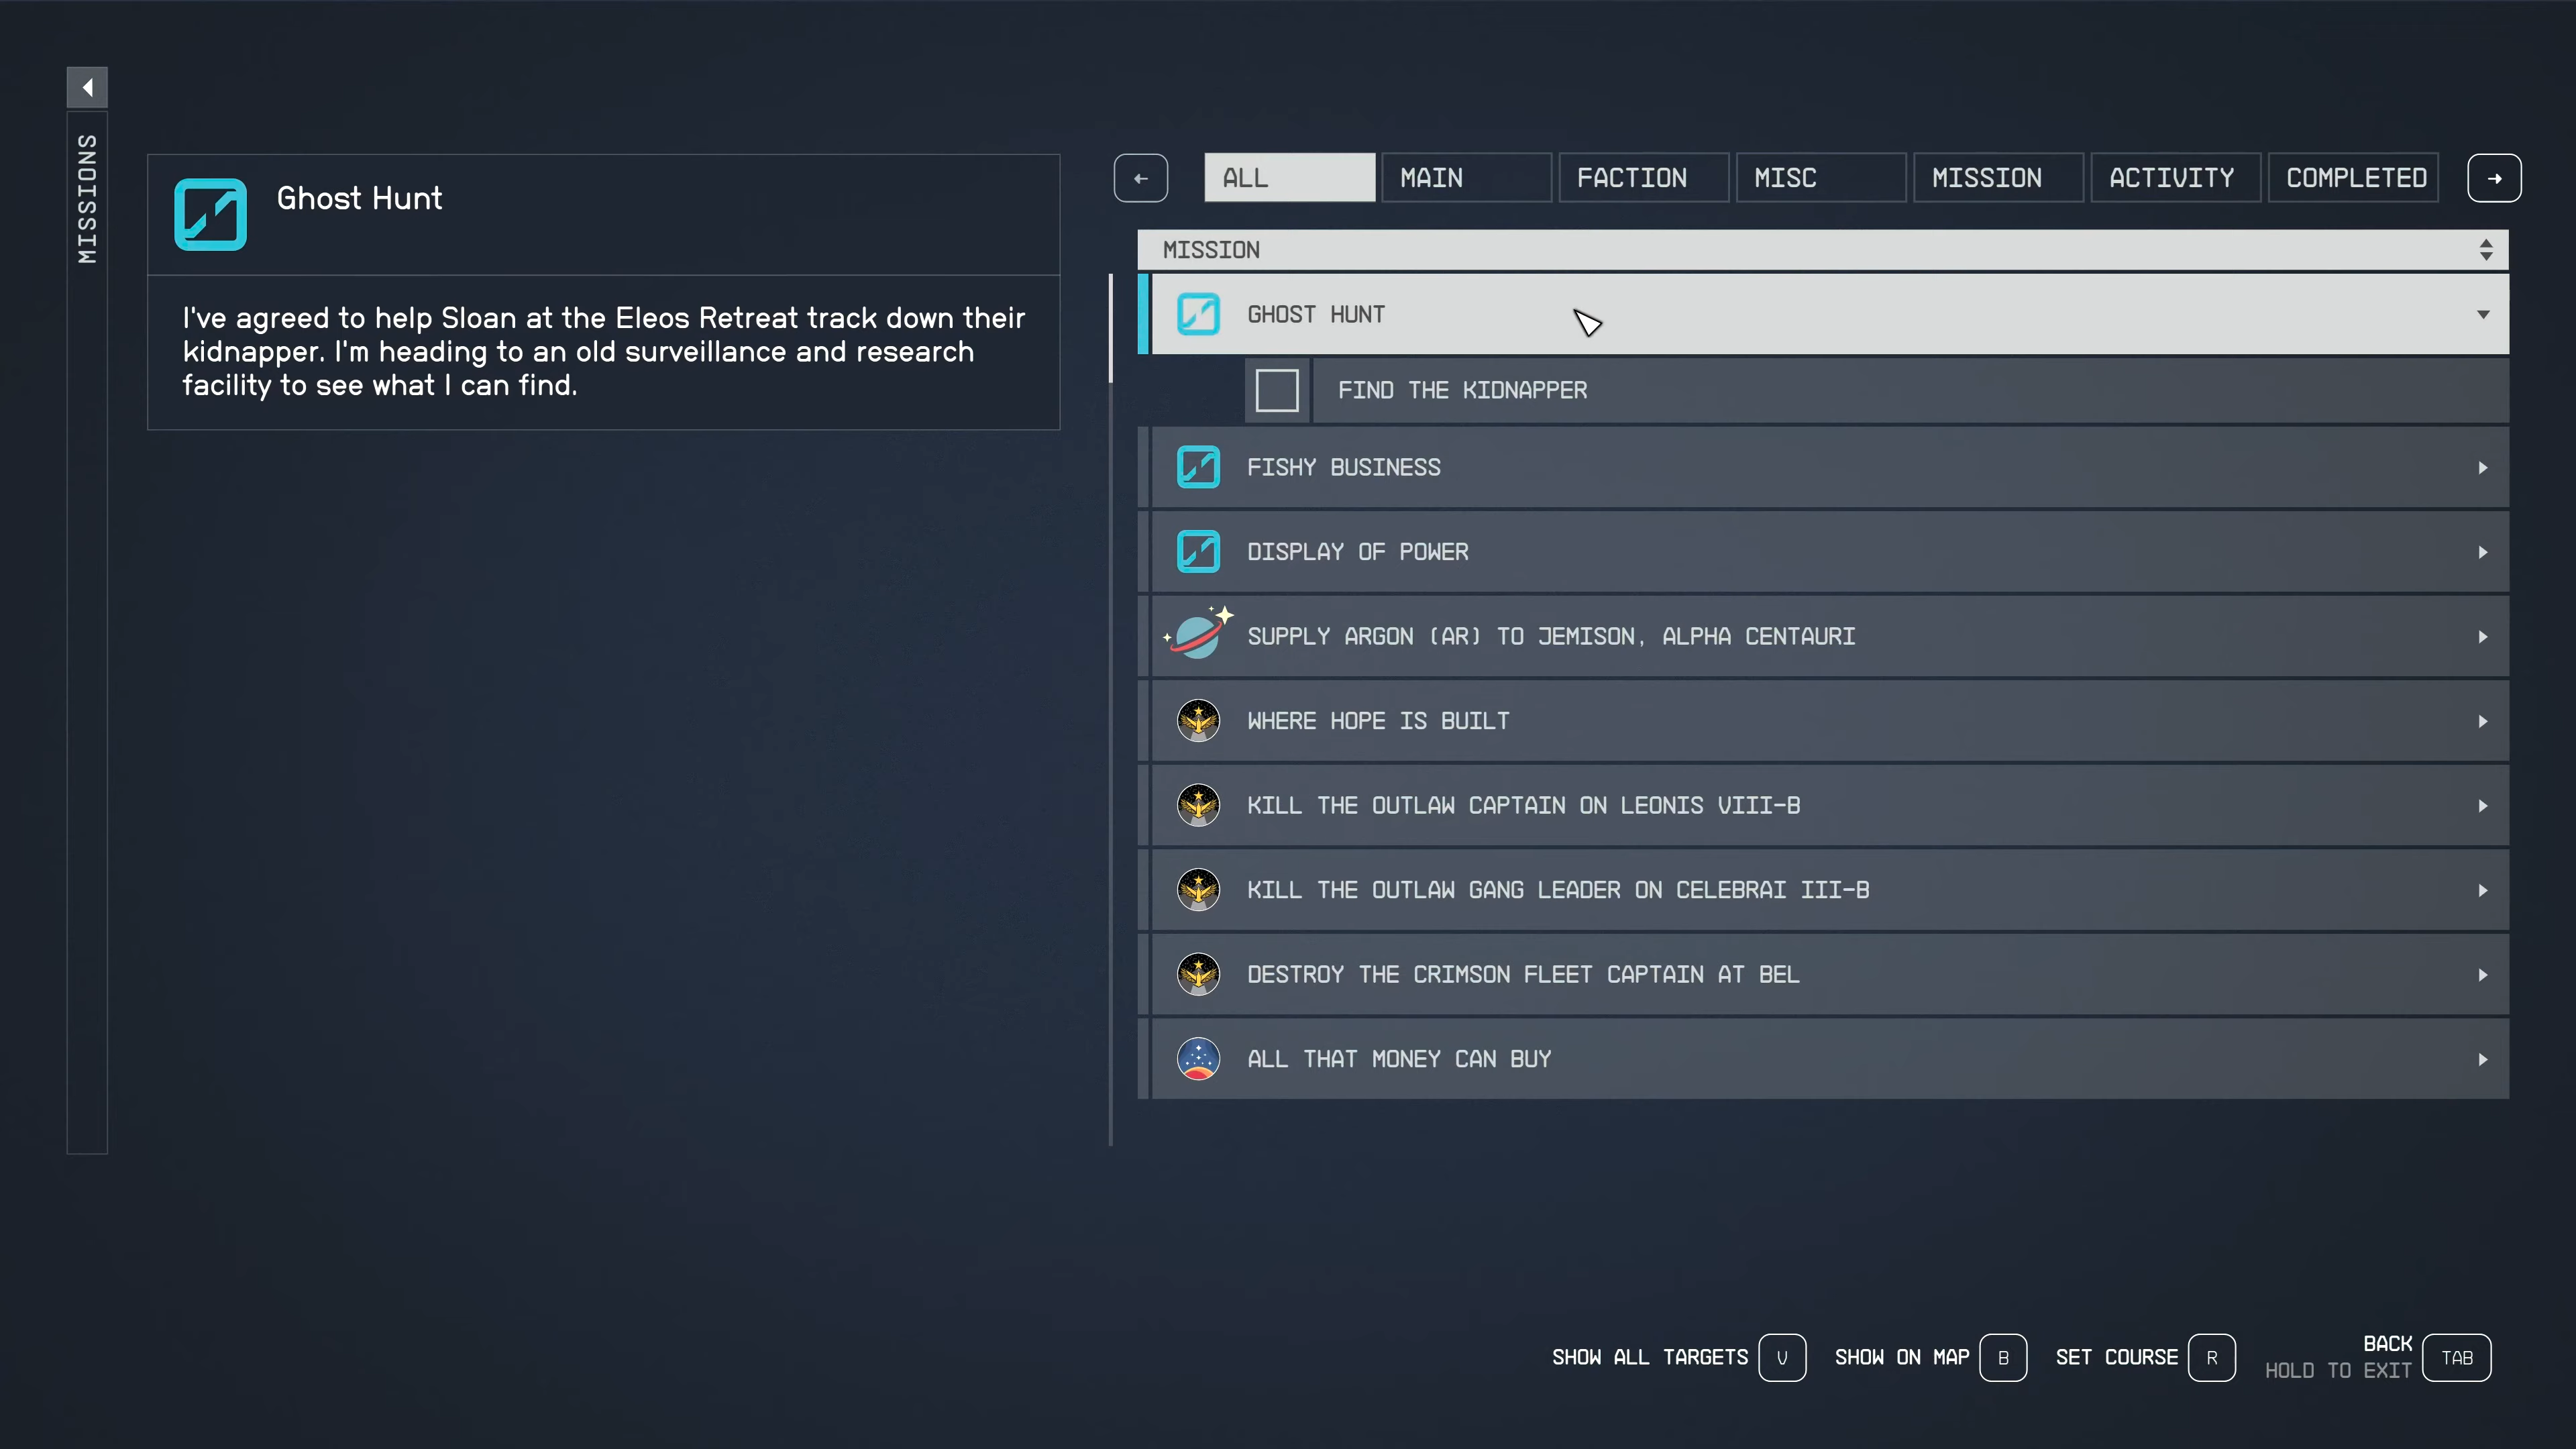 MISSIONS
Ghost Hunt
I've agreed to help Sloan at the Eleos Retreat track down their
kidnapper. I'm heading to an old surveillance and research
facility to see what I can find.
ALL
MAIN
FACTION
MISC
MISSION
ACTIVITY
COMPLETED
MISSION
GHOST HUNT
FIND THE KIDNAPPER
FISHY BUSINESS
DISPLAY OF POWER
SUPPLY ARGON (AR) TO JEMISON, ALPHA CENTAURI
WHERE HOPE IS BUILT
KILL THE OUTLAW CAPTAIN ON LEONIS VIII-B
KILL THE OUTLAW GANG LEADER ON CELEBRAI III-B
DESTROY THE CRIMSON FLEET CAPTAIN AT BEL
ALL THAT MONEY CAN BUY
SHOW ALL TARGETS V
SHOW ON MAP B
SET COURSE R
BACK
HOLD TO EXIT
TAB